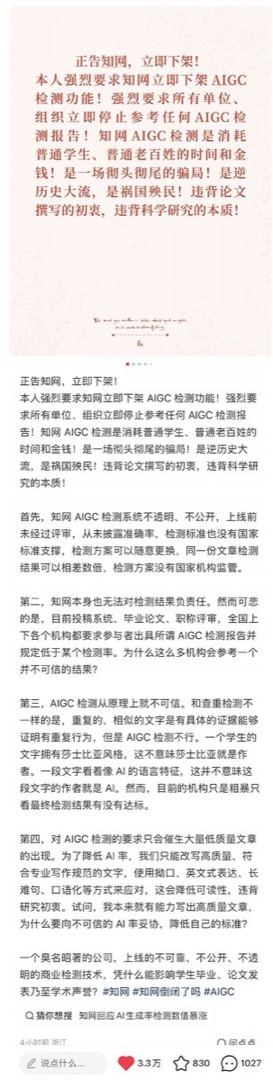 正告知网，立即下架！
本人强烈要求知网立即下架 AIGC
检测功能！强烈要求所有单位、
组织立即停止参考任何 AIGC 检
测报告！知网 AIGC 检测是消耗
普通学生、普通老百姓的时间和金
钱！是一场彻头彻尾的骗局！是逆
历史大流，是祸国殃民！违背论文
撰写的初衷，违背科学研究的本质！
&
正告知网，立即下架！
本人强烈要求知网立即下架 AIGC 检测功能！强烈要
求所有单位、组织立即停止参考任何 AIGC 检测报
告！知网 AIGC 检测是消耗普通学生、普通老百姓的
时间和金钱！是一场彻头彻尾的骗局！是逆历史大
流，是祸国殃民！违背论文撰写的初衷，违背科学研
究的本质！
首先，知网 AIGC 检测系统不透明、不公开，上线前
未经过评审，从未披露准确率，检测标准也没有国家
标准支撑，检测方案可以随意更换，同一份文章检测
结果可以相差数倍，检测方案没有国家机构监管。
第二，知网本身也无法对检测结果负责任。然而可悲
的是，目前投稿系统、毕业论文、职称评审，全国上
下各个机构都要求参与者出具所谓 AIGC 检测报告并
规定低于某个检测率。为什么这么多机构会参考一个
并不可信的结果？
第三，AIGC 检测从原理上就不可信。和查重检测不
一样的是，重复的、相似的文字是有具体的证据能够
证明有重复行为，但是 AIGC 检测不行。一个学生的
文字拥有莎士比亚风格，这不意味莎士比亚就是作
者。一段文字看着像 AI 的语言特征，这并不意味这
段文字的作者就是 AI。然而，目前的机构只是粗暴只
看最终检测结果有没有达标。
第四，对 AIGC 检测的要求只会催生大量低质量文章
的出现。为了降低 AI 率，我们只能改写高质量、符
合专业写作规范的文字，使用拗口、英文式表达、长
难句、口语化等方式来应对，这会降低可读性，违背
研究初衷。试问，我本来就有能力写出高质量文章，
为什么要向不可信的 AI 率妥协，降低自己的标准？
一个臭名昭著的公司，上线的不可靠、不公开、不透
明的商业检测技术，凭什么能影响学生毕业、论文发
表乃至学术声誉？#知网 #知网倒闭了吗 #AIGC
猜你想搜 知网回应AI生成率检测数值暴涨
4小时前 浙江
说点什么...
3.3万
830
1027